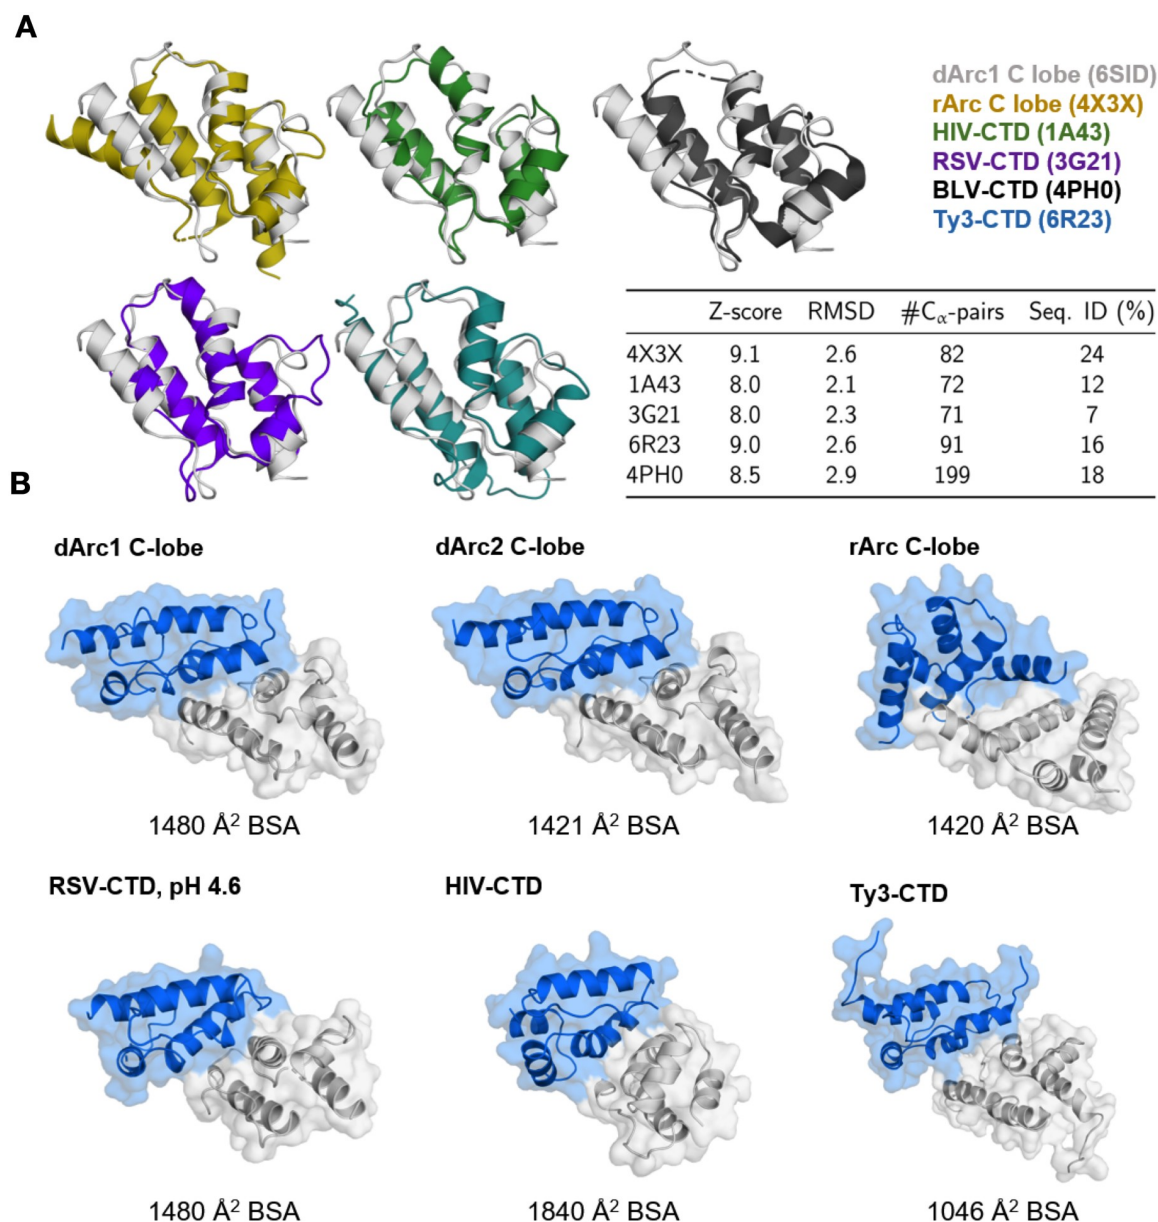 A
dArc1 C lobe (6SID)
rArc C lobe (4X3X)
HIV-CTD (1A43)
RSV-CTD (3G21)
BLV-CTD (4PH0)
Ty3-CTD (6R23)
Z-score RMSD #Cα-pairs Seq. ID (%)
4X3X 9.1 2.6 82 24
1A43 8.0 2.1 72 12
3G21 8.0 2.3 71 7
6R23 9.0 2.6 91 16
4PH0 8.5 2.9 199 18
B
dArc1 C-lobe
dArc2 C-lobe
rArc C-lobe
1480 Å² BSA
1421 Å² BSA
1420 Å² BSA
RSV-CTD, pH 4.6
HIV-CTD
Ty3-CTD
1480 Å² BSA
1840 Å² BSA
1046 Å² BSA